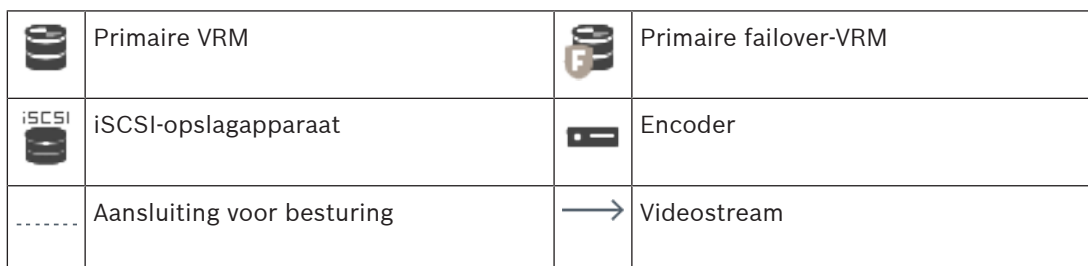 Primaire VRM
Primaire failover-VRM
F
iSCSI
iSCSI-opslagapparaat
Encoder
Aansluiting voor besturing
Videostream